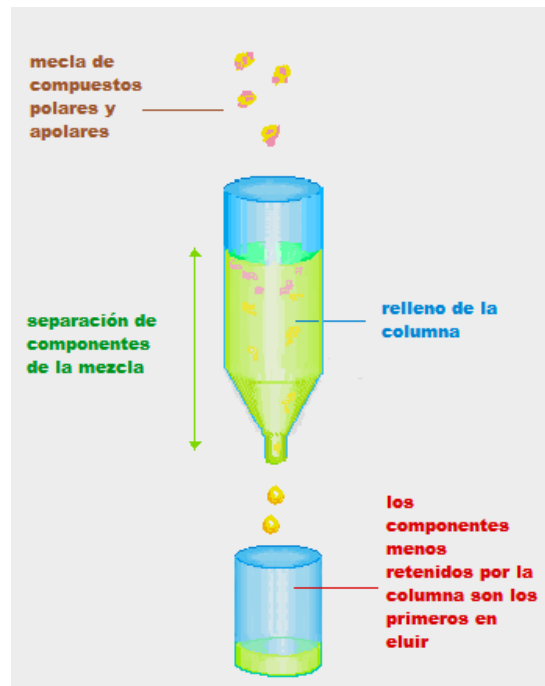 mecla de
compuestos
polares y
apolares
separación de
componentes
de la mezcla
relleno de la
columna
los
componentes
menos
retenidos por la
columna son los
primeros en
eluir